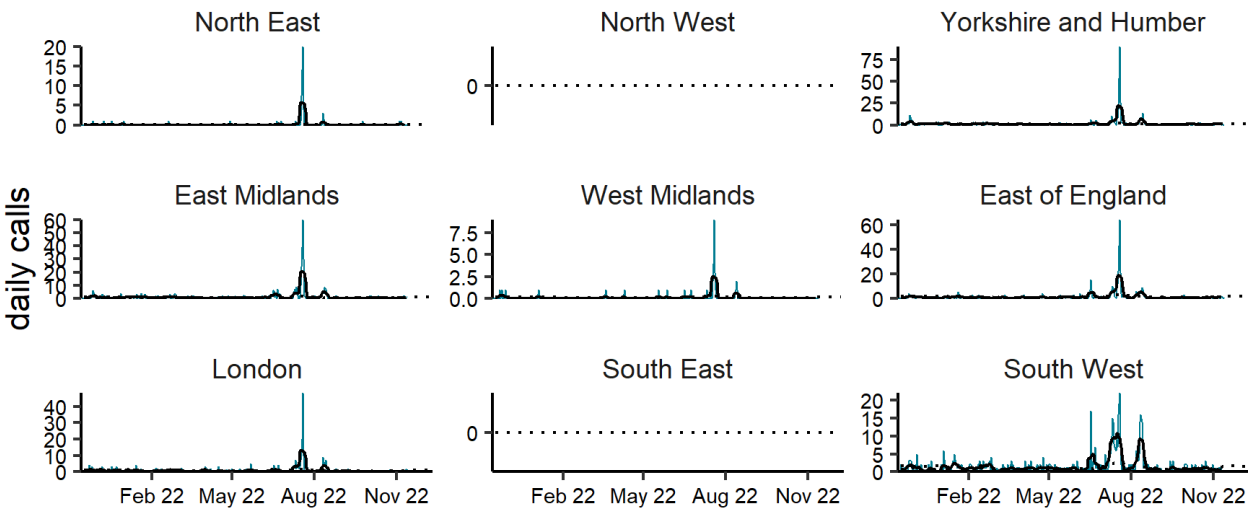 North East
North West
Yorkshire and Humber
20
15
10
5
0
0
75
50
25
0
daily calls
East Midlands
West Midlands
East of England
60
50
40
30
20
10
0
7.5
5.0
2.5
0.0
60
40
20
0
London
South East
South West
40
30
20
10
0
0
20
15
10
5
0
Feb 22 May 22 Aug 22 Nov 22
Feb 22 May 22 Aug 22 Nov 22
Feb 22 May 22 Aug 22 Nov 22